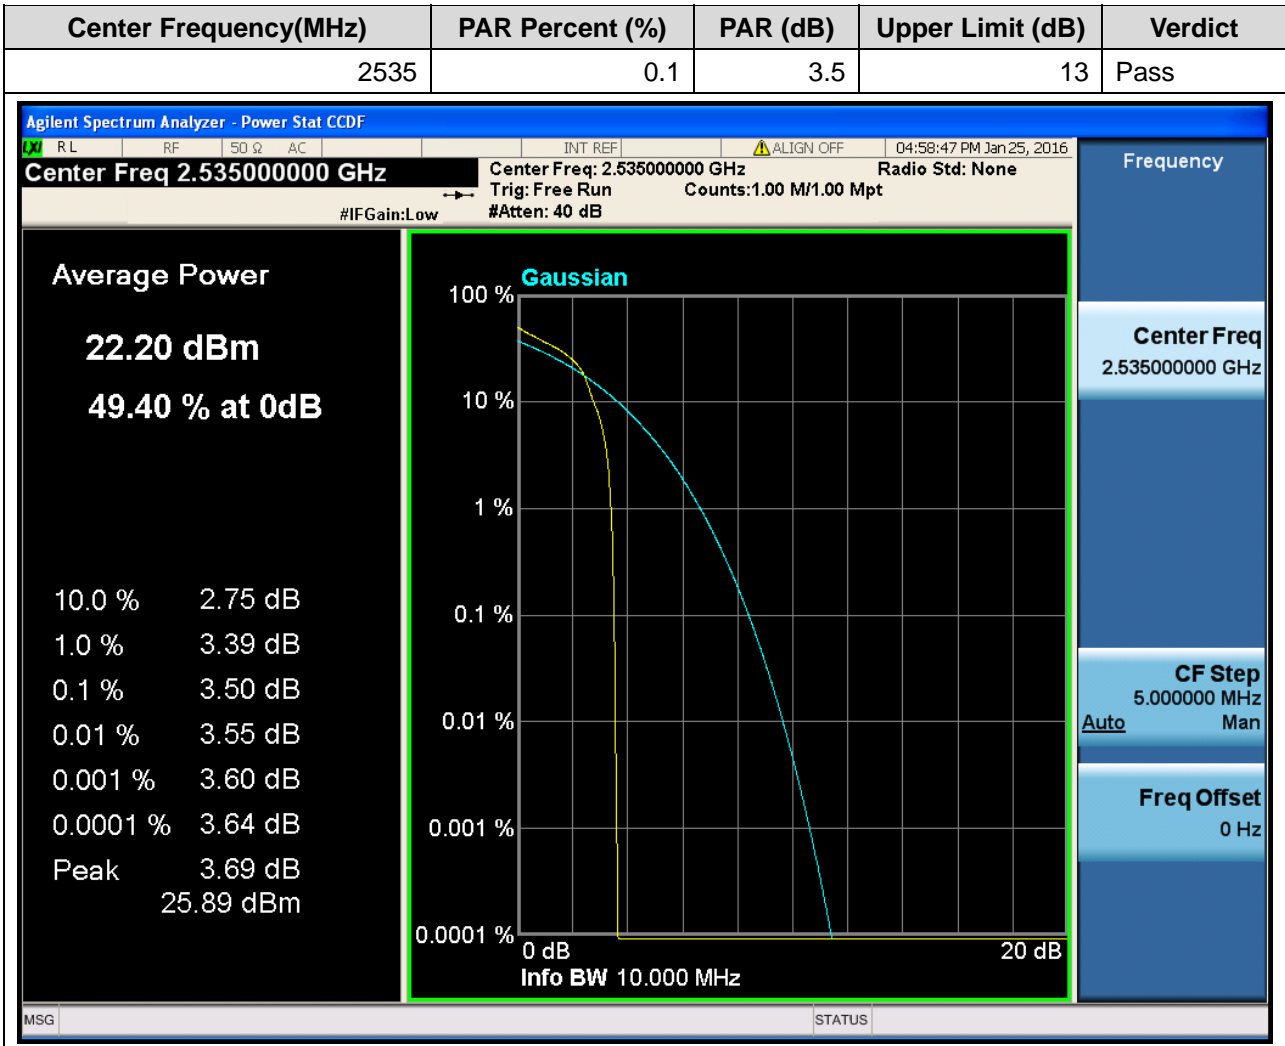 Center Frequency(MHz) PAR Percent (%) PAR (dB) Upper Limit (dB) Verdict
2535 0.1 3.5 13 Pass
Agilent Spectrum Analyzer - Power Stat CCDF
LXI RL RF 50 Ω AC INT REF ALIGN OFF 04:58:47 PM Jan 25, 2016
Center Freq 2.535000000 GHz
#IFGain:Low
Center Freq: 2.535000000 GHz Radio Std: None
Trig: Free Run Counts:1.00 M/1.00 Mpt
#Atten: 40 dB
Average Power
22.20 dBm
49.40 % at 0dB
10.0 % 2.75 dB
1.0 % 3.39 dB
0.1 % 3.50 dB
0.01 % 3.55 dB
0.001 % 3.60 dB
0.0001 % 3.64 dB
Peak 3.69 dB
25.89 dBm
Gaussian
100 %
10 %
1 %
0.1 %
0.01 %
0.001 %
0.0001 %
0 dB 20 dB
Info BW 10.000 MHz
Frequency
Center Freq
2.535000000 GHz
CF Step
5.000000 MHz
Auto Man
Freq Offset
0 Hz
MSG STATUS